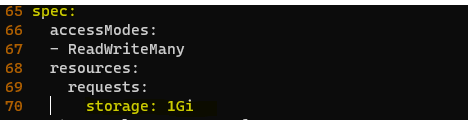 65 spec:
66   accessModes:
67   - ReadWriteMany
68   resources:
69     requests:
70       storage: 1Gi